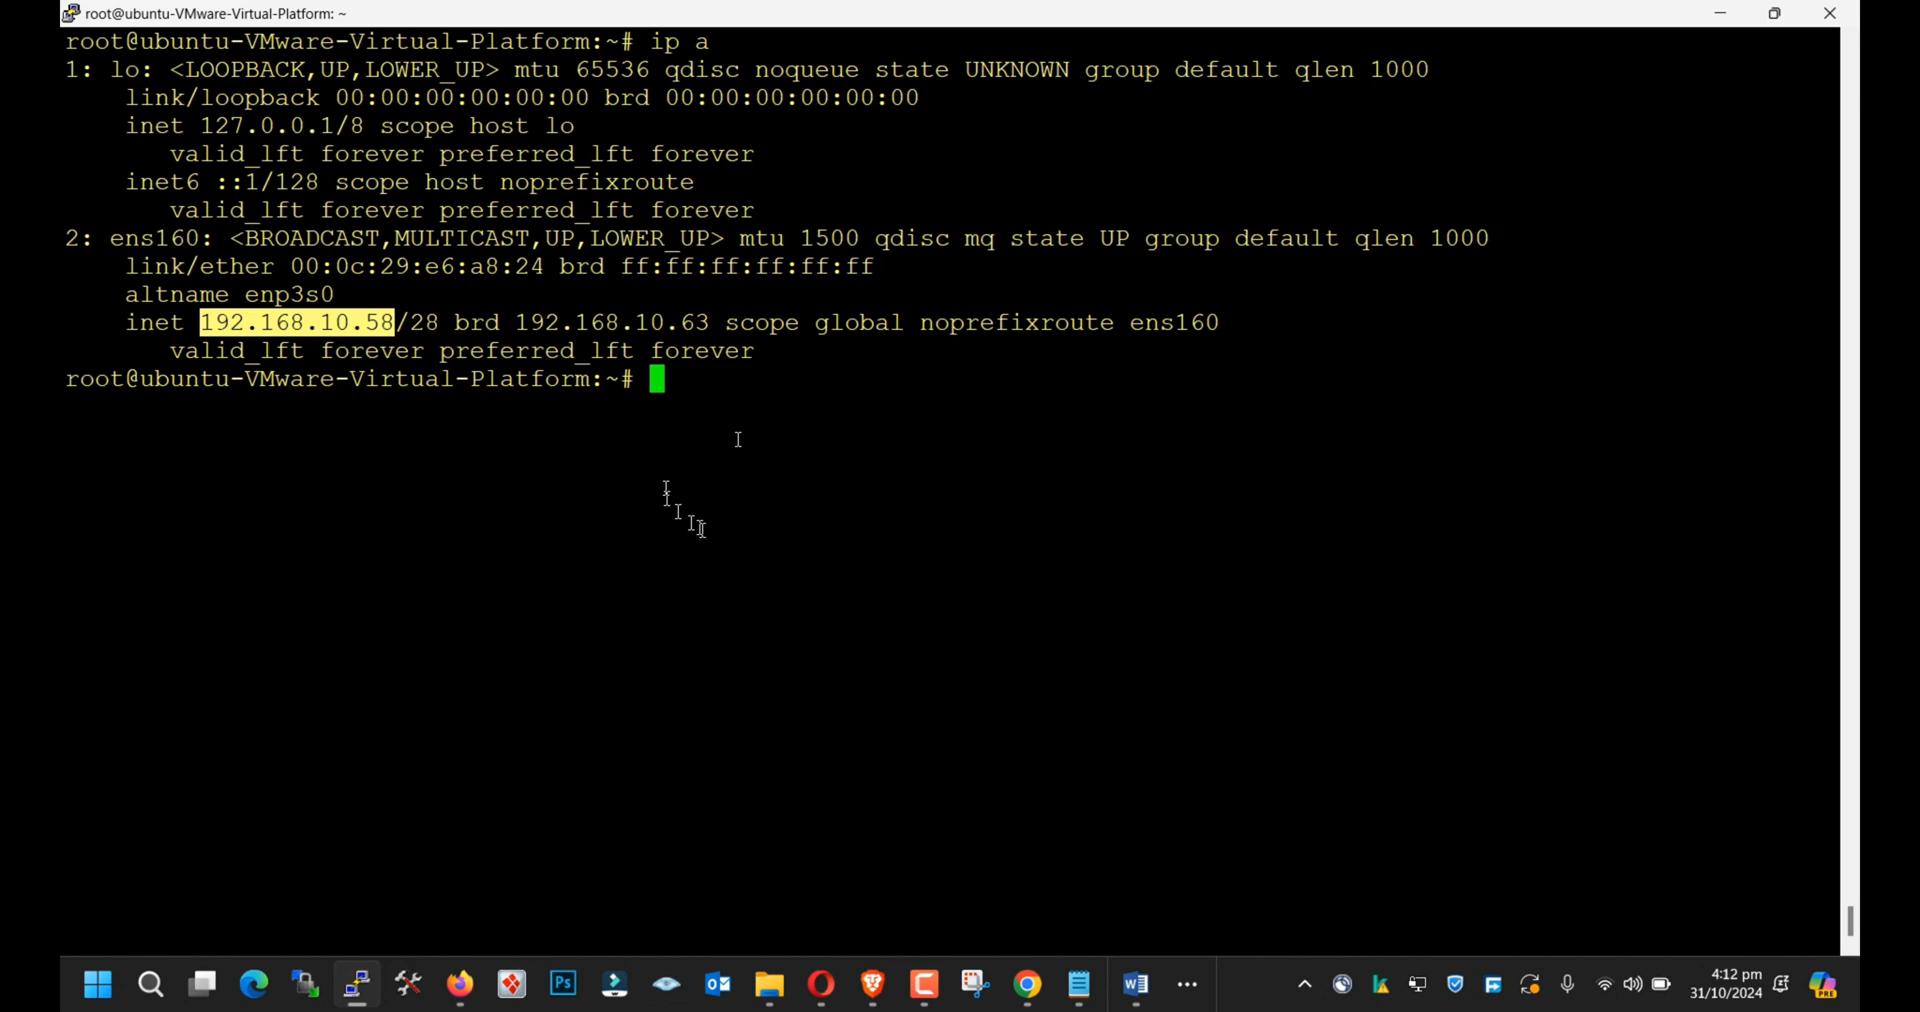 root@ubuntu-VMware-Virtual-Platform: ~
root@ubuntu-VMware-Virtual-Platform:~# ip a
1: lo: <LOOPBACK,UP,LOWER_UP> mtu 65536 qdisc noqueue state UNKNOWN group default qlen 1000
    link/loopback 00:00:00:00:00:00 brd 00:00:00:00:00:00
    inet 127.0.0.1/8 scope host lo
       valid_lft forever preferred_lft forever
    inet6 ::1/128 scope host noprefixroute
       valid_lft forever preferred_lft forever
2: ens160: <BROADCAST,MULTICAST,UP,LOWER_UP> mtu 1500 qdisc mq state UP group default qlen 1000
    link/ether 00:0c:29:e6:a8:24 brd ff:ff:ff:ff:ff:ff
    altname enp3s0
    inet 192.168.10.58/28 brd 192.168.10.63 scope global noprefixroute ens160
       valid_lft forever preferred_lft forever
root@ubuntu-VMware-Virtual-Platform:~#
Ps
4:12 pm
31/10/2024
PRE